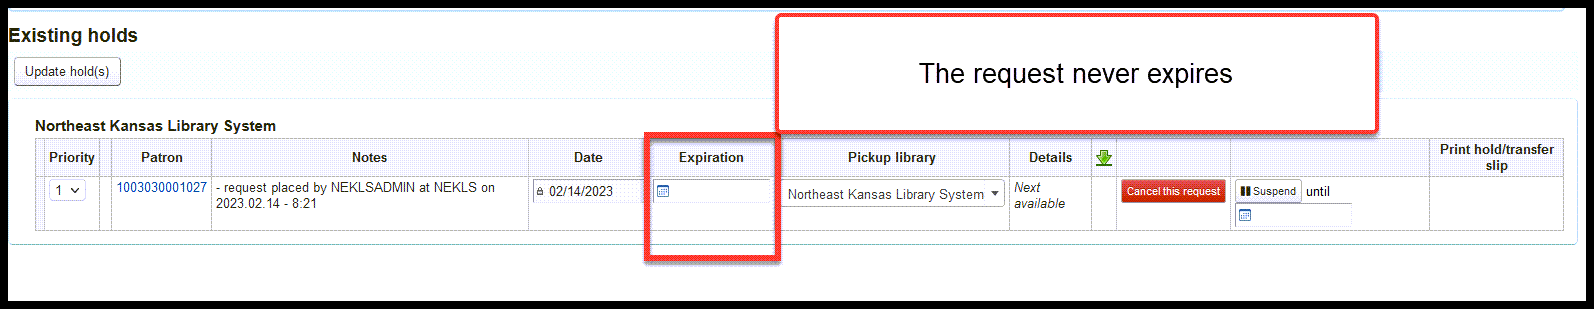 Existing holds
The request never expires
Update hold(s)
Northeast Kansas Library System
Priority Patron Notes Date Expiration Pickup library Details Print hold/transfer
slip
1 1003030001027 - request placed by NEKLSADMIN at NEKLS on
2023.02.14 - 8:21
02/14/2023
Northeast Kansas Library System
Next
available
Cancel this request
Suspend until